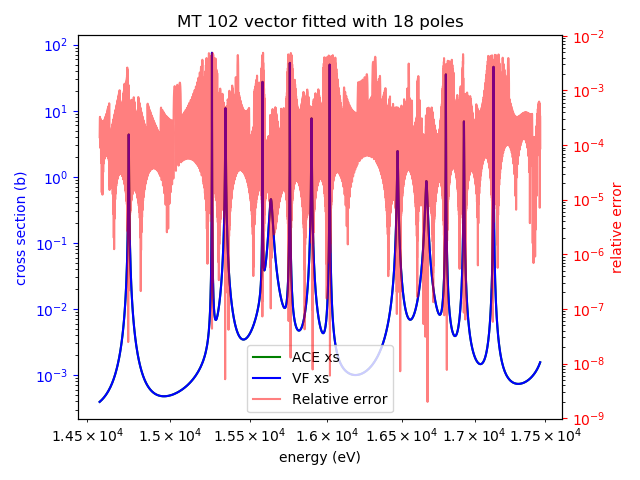 MT 102 vector fitted with 18 poles
cross section (b)
10²
10¹
10⁰
10⁻¹
10⁻²
10⁻³
10⁻²
10⁻³
10⁻⁴
10⁻⁵
10⁻⁶
10⁻⁷
10⁻⁸
10⁻⁹
relative error
ACE xs
VF xs
Relative error
1.45 × 10⁴ 1.5 × 10⁴ 1.55 × 10⁴ 1.6 × 10⁴ 1.65 × 10⁴ 1.7 × 10⁴ 1.75 × 10⁴
energy (eV)